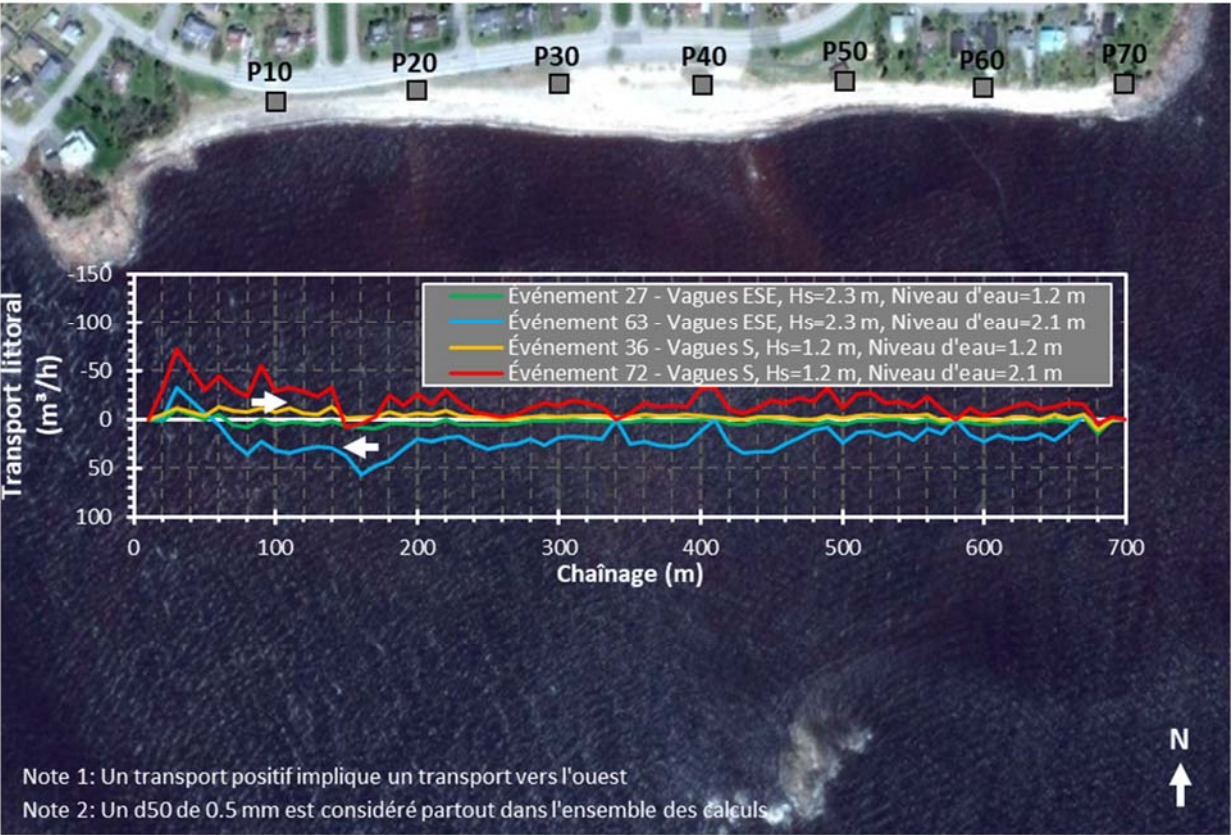 P10 P20 P30 P40 P50 P60 P70
Transport littoral
(m³/h)
-150
-100
-50
0
50
100
Événement 27 - Vagues ESE, Hs=2.3 m, Niveau d'eau=1.2 m
Événement 63 - Vagues ESE, Hs=2.3 m, Niveau d'eau=2.1 m
Événement 36 - Vagues S, Hs=1.2 m, Niveau d'eau=1.2 m
Événement 72 - Vagues S, Hs=1.2 m, Niveau d'eau=2.1 m
0 100 200 300 400 500 600 700
Chaînage (m)
N
Note 1: Un transport positif implique un transport vers l'ouest
Note 2: Un d50 de 0.5 mm est considéré partout dans l'ensemble des calculs